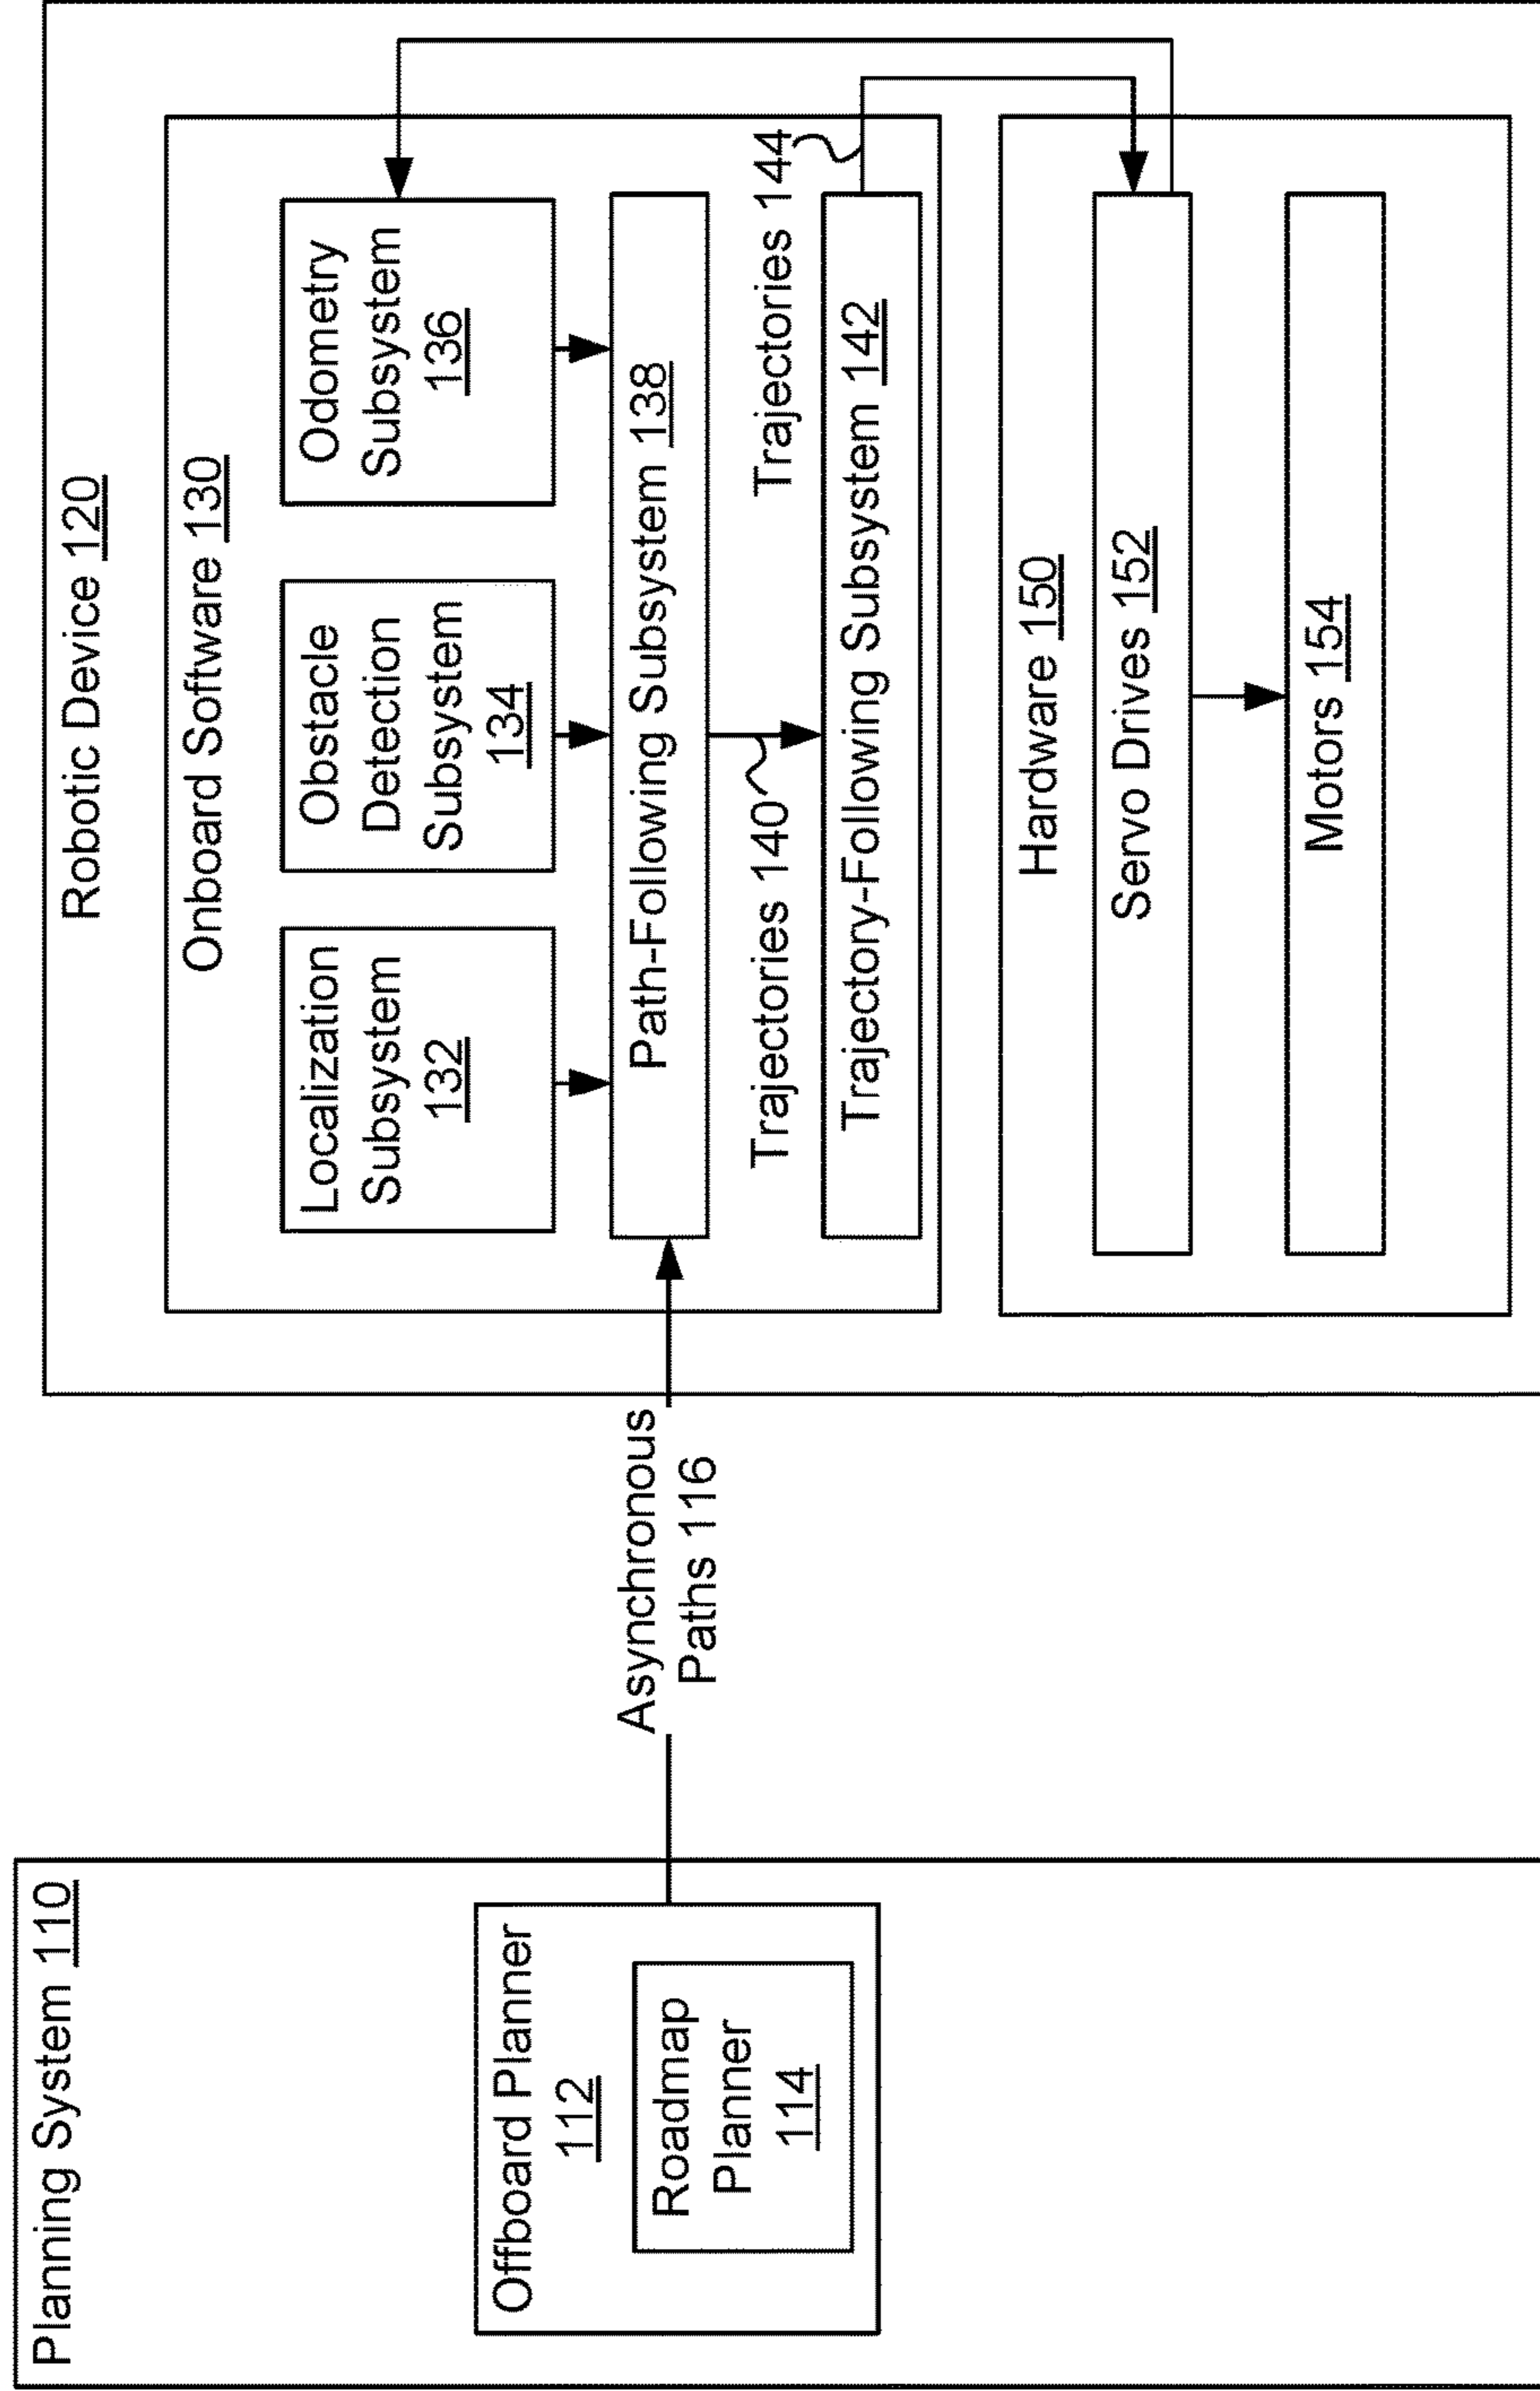 Planning System 110
Offboard Planner
112
Roadmap
Planner
114
Asynchronous
Paths 116
Robotic Device 120
Onboard Software 130
Localization
Subsystem
132
Obstacle
Detection
Subsystem
134
Odometry
Subsystem
136
Path-Following Subsystem 138
Trajectories 140
Trajectories 144
Trajectory-Following Subsystem 142
Hardware 150
Servo Drives 152
Motors 154